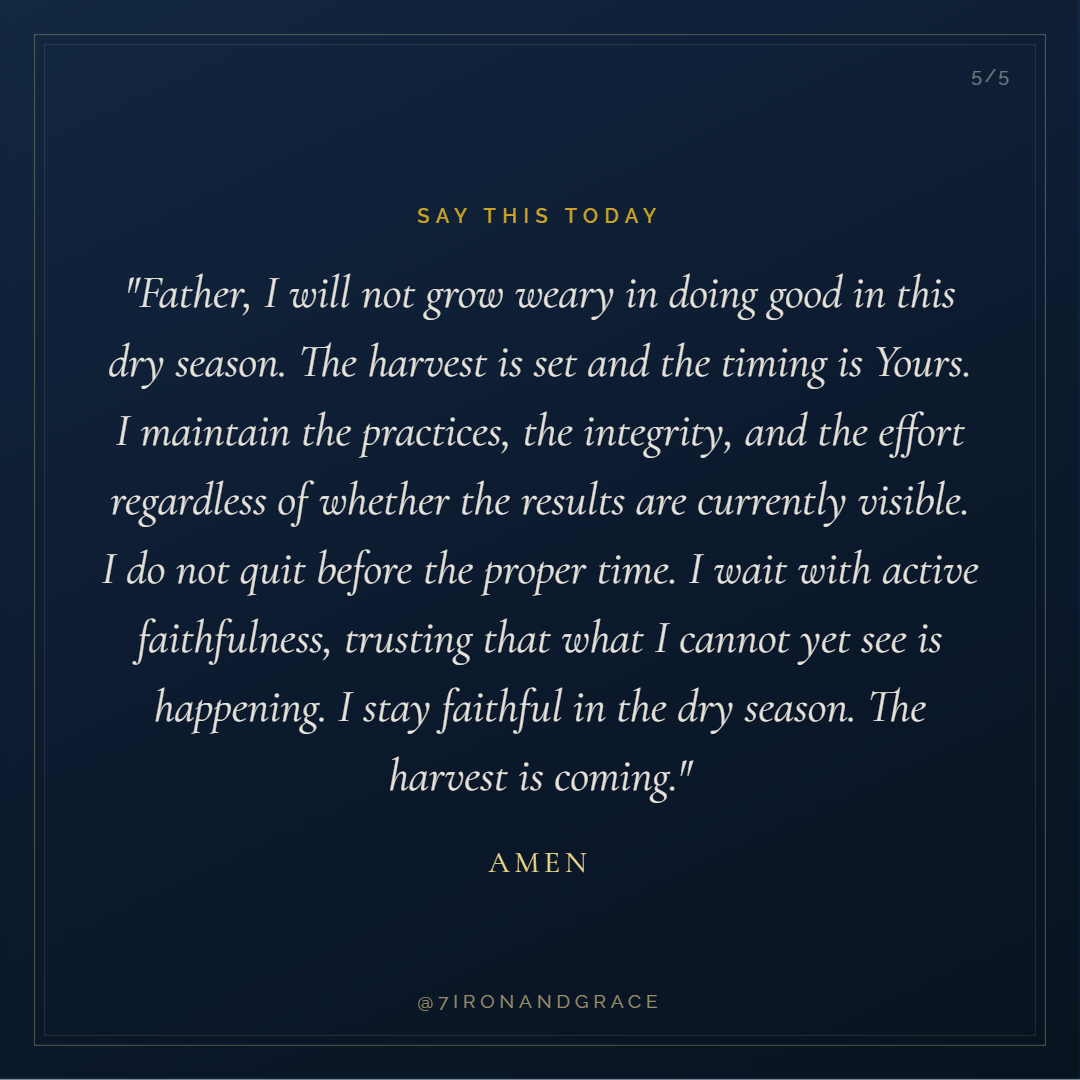 5/5
SAY THIS TODAY
"Father, I will not grow weary in doing good in this
dry season. The harvest is set and the timing is Yours.
I maintain the practices, the integrity, and the effort
regardless of whether the results are currently visible.
I do not quit before the proper time. I wait with active
faithfulness, trusting that what I cannot yet see is
happening. I stay faithful in the dry season. The
harvest is coming."
AMEN
@7IRONANDGRACE